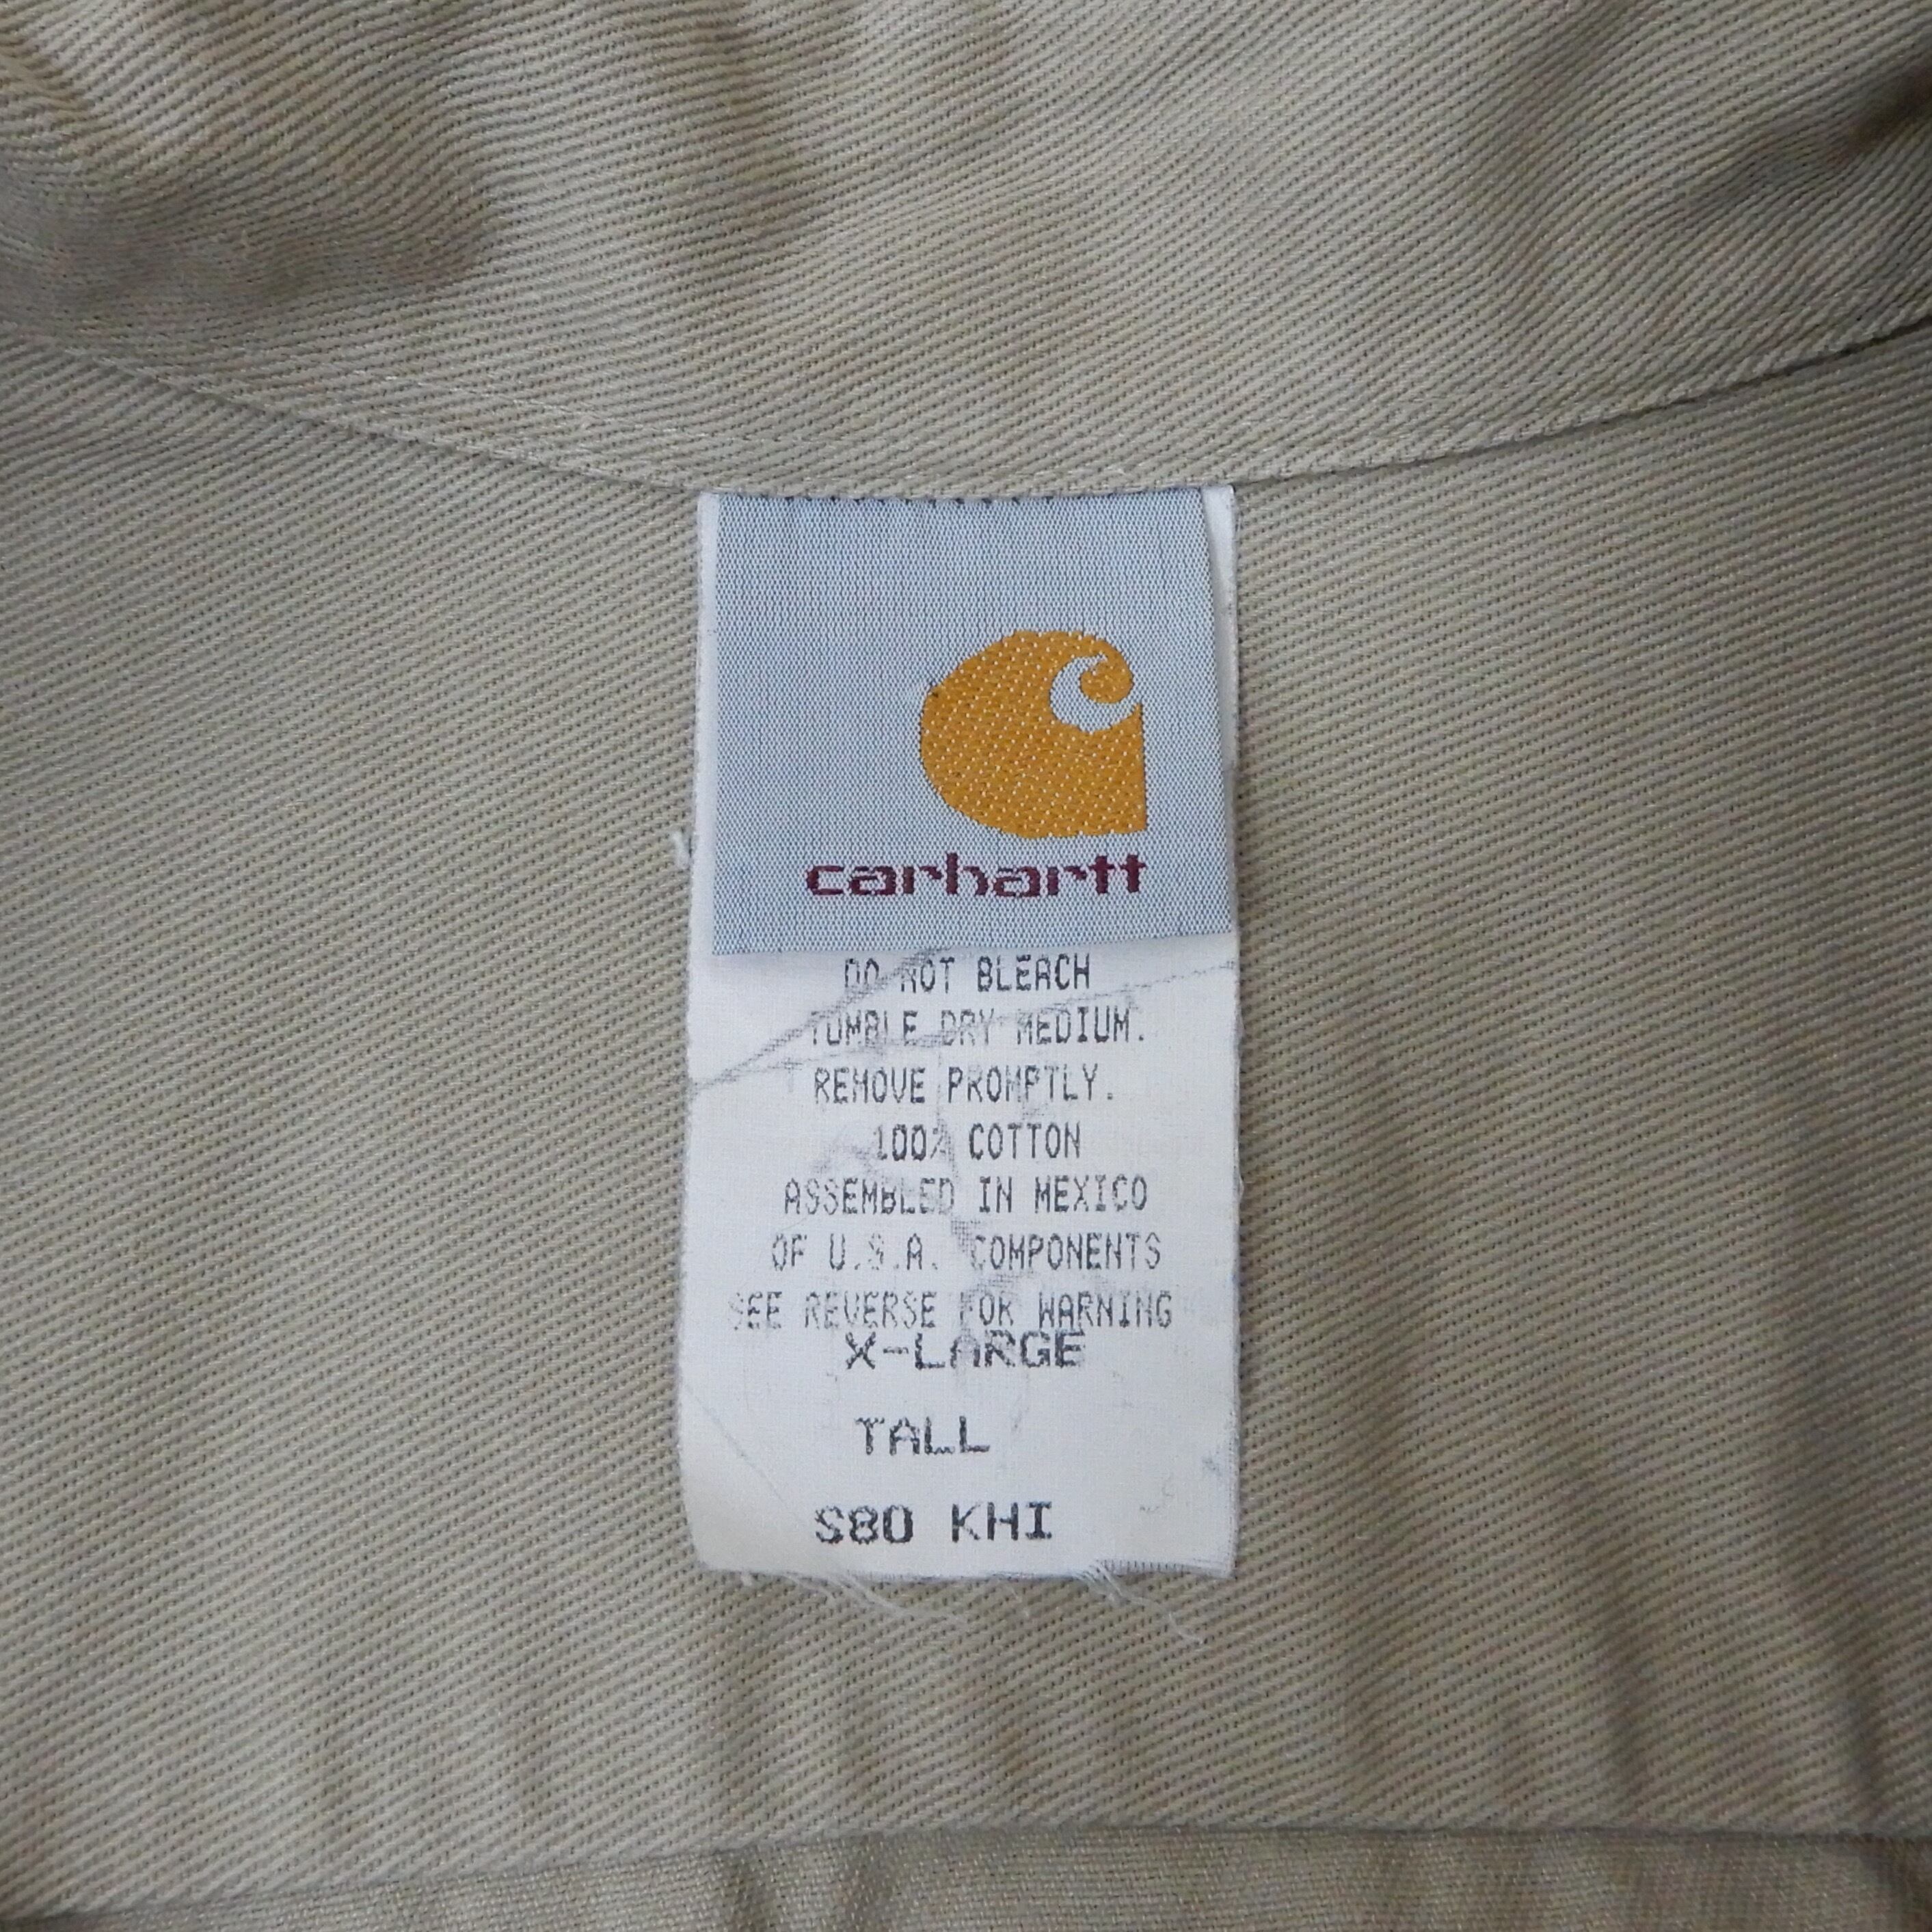 carhartt
DO NOT BLEACH
TUMBLE DRY MEDIUM.
REMOVE PROMPTLY.
100% COTTON
ASSEMBLED IN MEXICO
OF U.S.A. COMPONENTS
SEE REVERSE FOR WARNING
X-LARGE
TALL
S80 KHI